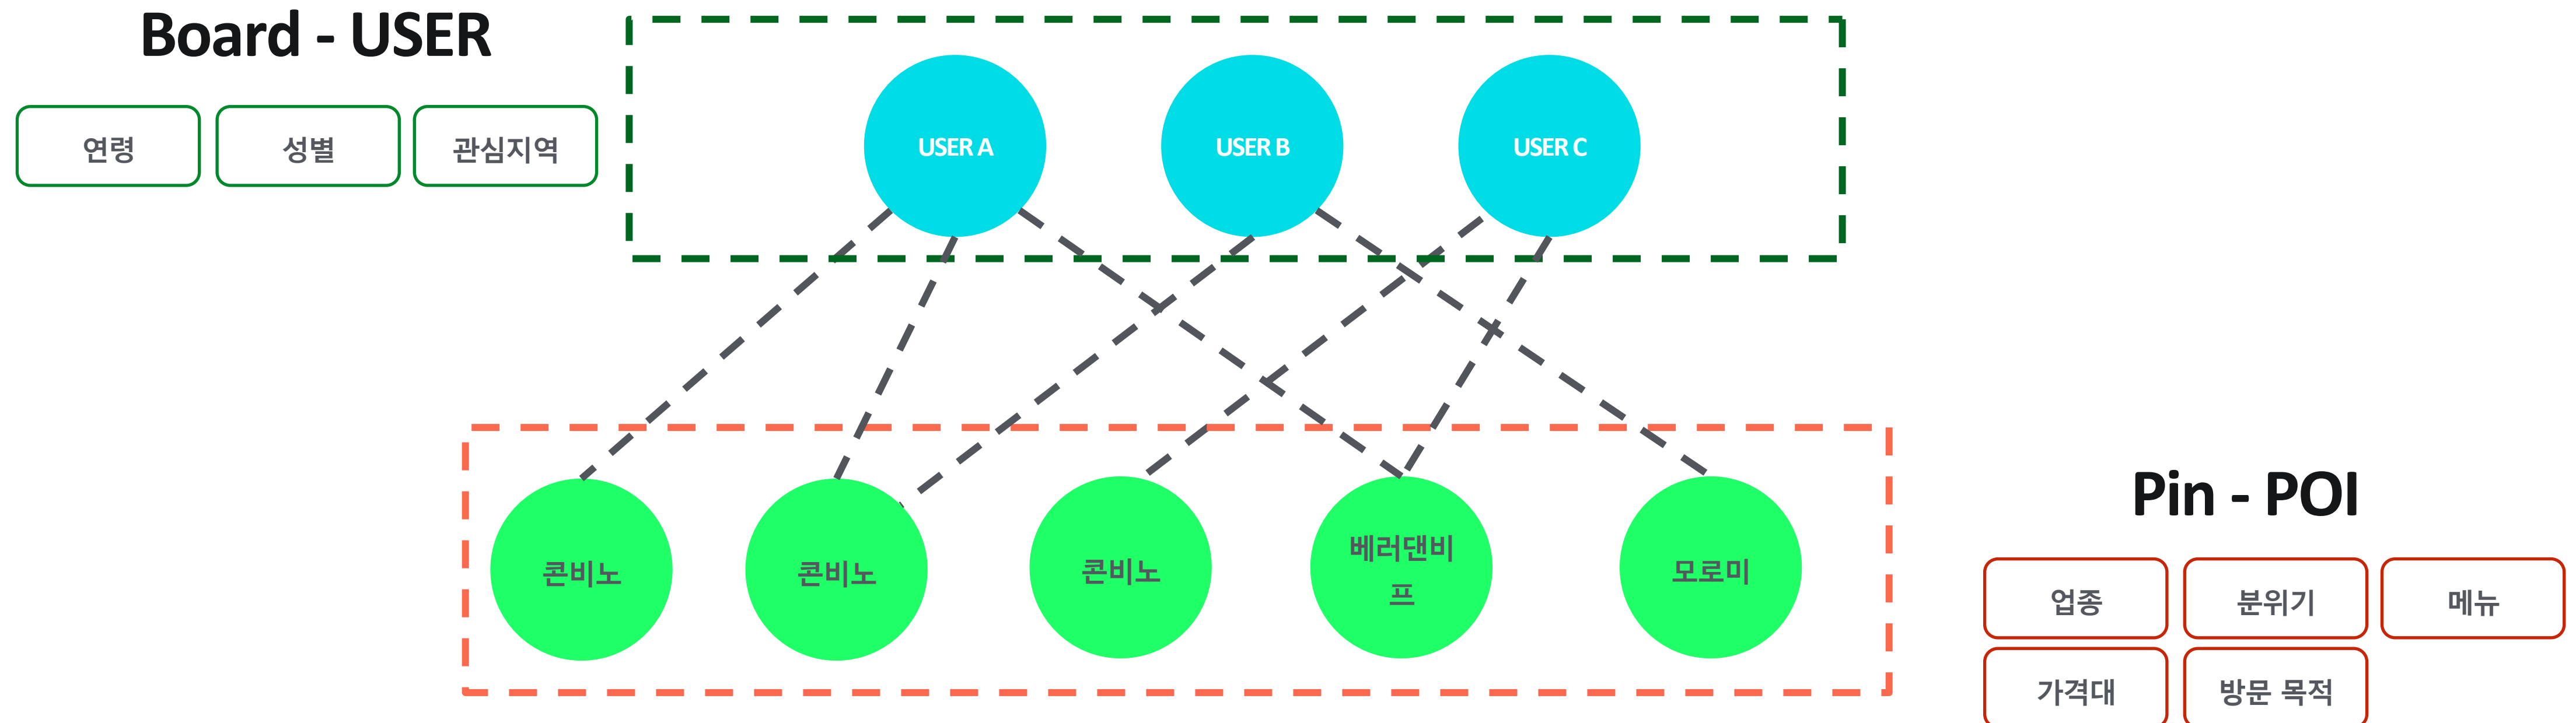 Board - USER
연령
성별
관심지역
USER A
USER B
USER C
콘비노
콘비노
콘비노
베러댄비
프
모로미
Pin - POI
업종
분위기
메뉴
가격대
방문 목적